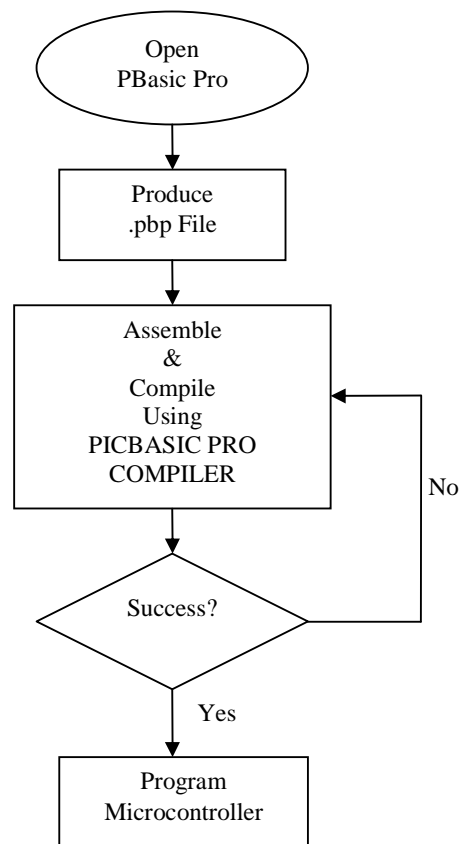 Open
PBasic Pro
Produce
.pbp File
Assemble
&
Compile
Using
PICBASIC PRO
COMPILER
No
Success?
Yes
Program
Microcontroller